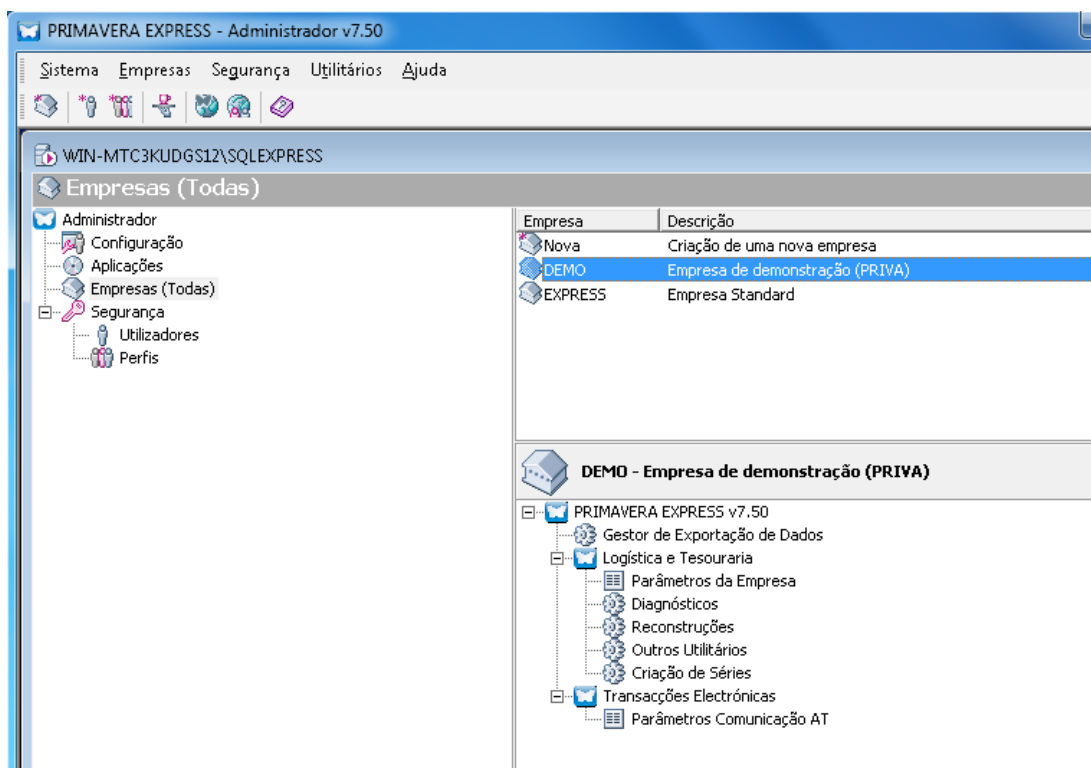 PRIMAVERA EXPRESS - Administrador v7.50
Sistema Empresas Segurança Utilitários Ajuda
WIN-MTC3KUDGS12\SQLEXPRESS
Empresas (Todas)
Administrador
Configuração
Aplicações
Empresas (Todas)
Segurança
Utilizadores
Perfis
Empresa Descrição
Nova Criação de uma nova empresa
DEMO Empresa de demonstração (PRIVA)
EXPRESS Empresa Standard
DEMO - Empresa de demonstração (PRIVA)
PRIMAVERA EXPRESS v7.50
Gestor de Exportação de Dados
Logística e Tesouraria
Parâmetros da Empresa
Diagnósticos
Reconstruções
Outros Utilitários
Criação de Séries
Transacções Electrónicas
Parâmetros Comunicação AT